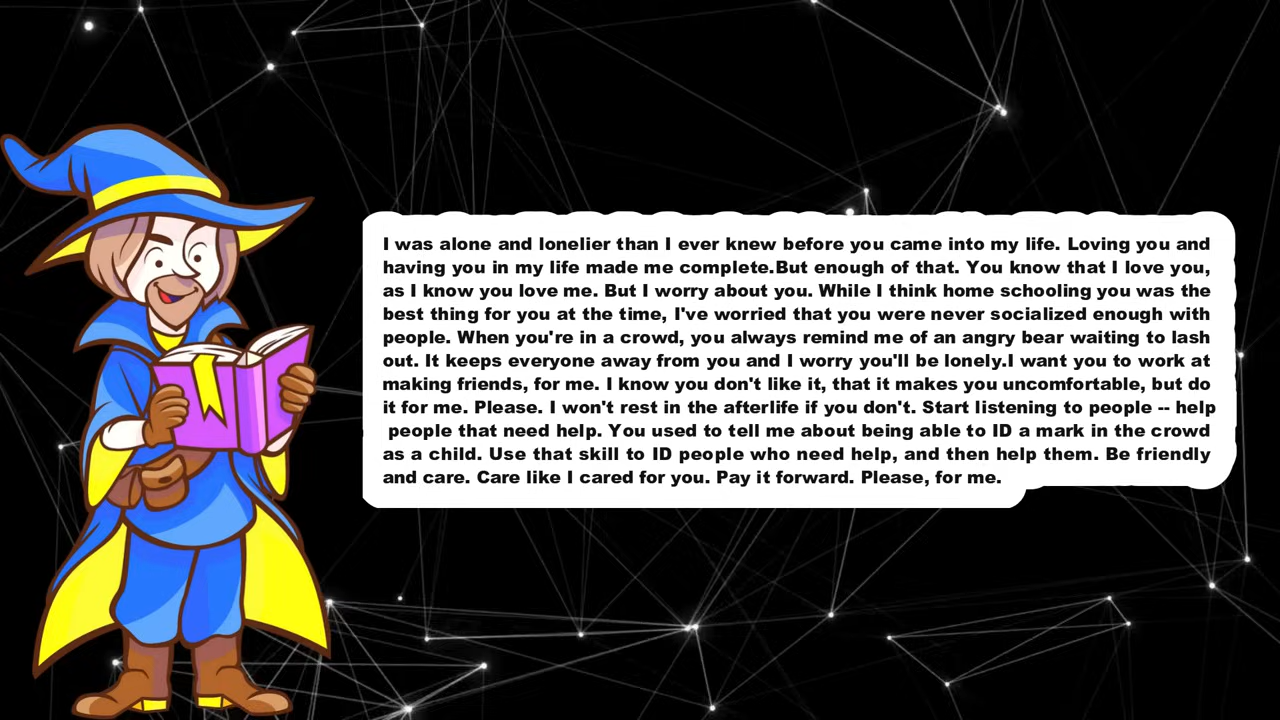 I was alone and lonelier than I ever knew before you came into my life. Loving you and
having you in my life made me complete.But enough of that. You know that I love you,
as I know you love me. But I worry about you. While I think home schooling you was the
best thing for you at the time, I've worried that you were never socialized enough with
people. When you're in a crowd, you always remind me of an angry bear waiting to lash
out. It keeps everyone away from you and I worry you'll be lonely.I want you to work at
making friends, for me. I know you don't like it, that it makes you uncomfortable, but do
it for me. Please. I won't rest in the afterlife if you don't. Start listening to people -- help
people that need help. You used to tell me about being able to ID a mark in the crowd
as a child. Use that skill to ID people who need help, and then help them. Be friendly
and care. Care like I cared for you. Pay it forward. Please, for me.